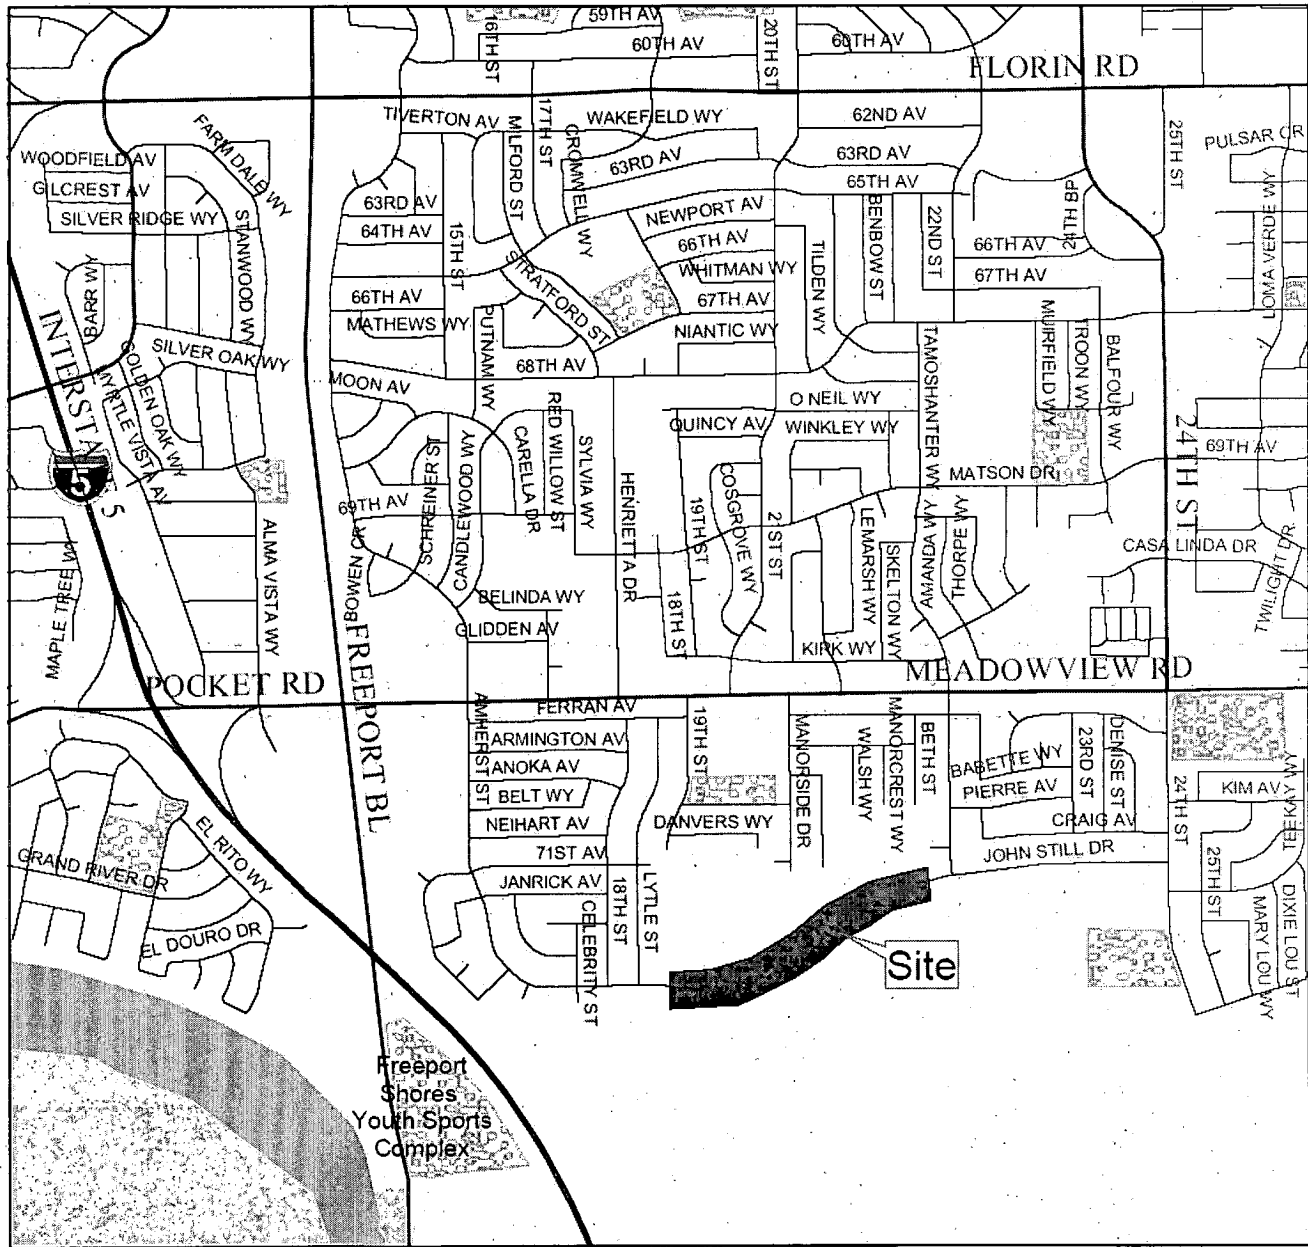 59TH AV
16TH ST
20TH ST
60TH AV
60TH AV
FLORIN RD
TIVERTON AV
MILFORD ST
17TH ST
CROMWELL WY
WAKEFIELD WY
62ND AV
25TH ST
PULSAR CR
FARM DALE WY
WOODFIELD AV
63RD AV
63RD AV
GILCREST AV
65TH AV
63RD AV
SILVER RIDGE WY
STANWOOD WY
64TH AV
15TH ST
NEWPORT AV
BENBOW ST
22ND ST
24TH BP
LOMA VERDE WY
66TH AV
66TH AV
TILDEN WY
BARR WY
STRATFORD ST
WHITMAN WY
67TH AV
66TH AV
67TH AV
MATHEWS WY
PUTNAM WY
NIANTIC WY
MUIRFIELD WY
TROON WY
BALFOUR WY
INTERSTATE 5
SILVER OAK WY
GOLDEN OAK WY
MYRTLE VISTA AV
68TH AV
TAMOSHANTER WY
MOON AV
O NEIL WY
RED WILLOW ST
QUINCY AV
WINKLEY WY
24TH ST
SCHREINER ST
CANDLEWOOD WY
CARELLA DR
SYLVIA WY
69TH AV
5
MATSON DR
HENRIETTA DR
COSGROVE WY
69TH AV
19TH ST
21ST ST
LEMARSH WY
AMANDA WY
THORPE WY
ALMA VISTA WY
BOWEN CR
SKELTON WY
CASA LINDA DR
TWILIGHT DR
MAPLE TREE W
BELINDA WY
18TH ST
GLIDDEN AV
KIRK WY
FREEPORT BL
POCKET RD
MEADOWVIEW RD
AMHERST ST
FERRAN AV
19TH ST
MANORSIDE DR
WALSH WY
MANORCREST WY
BETH ST
23RD ST
DENISE ST
ARMINGTON AV
BABETTE WY
ANOKA AV
PIERRE AV
24TH ST
KIM AV
TEEKAY WY
BELT WY
NEIHART AV
DANVERS WY
CRAIG AV
EL RITO WY
71ST AV
JOHN STILL DR
25TH ST
GRAND RIVER DR
JANRICK AV
CELEBRITY ST
18TH ST
LYTLE ST
MARY LOU WY
DIXIE LOU ST
EL DOURO DR
Site
Freeport
Shores
Youth Sports
Complex